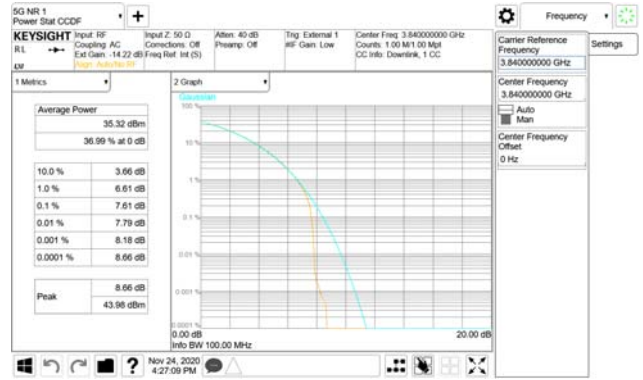 5G NR 1
Power Stat CCDF
Frequency
KEYSIGHT
RL
Input: RF
Coupling: AC
Ext Gain: -14.22 dB
Align: Auto/No RF
Input Z: 50 Ω
Corrections: Off
Freq Ref: Int (S)
Atten: 40 dB
Preamp: Off
Trig: External 1
#IF Gain: Low
Center Freq: 3.840000000 GHz
Counts: 1.00 M/1.00 Mpt
CC Info: Downlink, 1 CC
Carrier Reference
Frequency
3.840000000 GHz
Settings
Center Frequency
3.840000000 GHz
Auto
Man
Center Frequency
Offset
0 Hz
1 Metrics
Average Power
35.32 dBm
36.99 % at 0 dB
10.0 % 3.66 dB
1.0 % 6.61 dB
0.1 % 7.61 dB
0.01 % 7.79 dB
0.001 % 8.18 dB
0.0001 % 8.66 dB
Peak
8.66 dB
43.98 dBm
2 Graph
Gaussian
100 %
10 %
1 %
0.1 %
0.01 %
0.001 %
0.0001 %
0.00 dB
20.00 dB
Info BW 100.00 MHz
?
Nov 24, 2020
4:27:09 PM